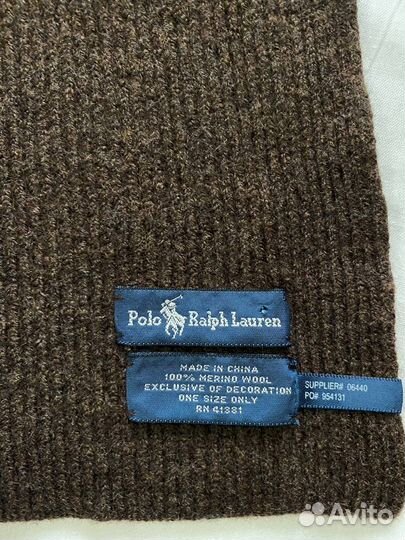 Polo Ralph Lauren
MADE IN CHINA
100% MERINO WOOL
EXCLUSIVE OF DECORATION
ONE SIZE ONLY
RN 41381
SUPPLIER# 06440
PO# 954131
Avito